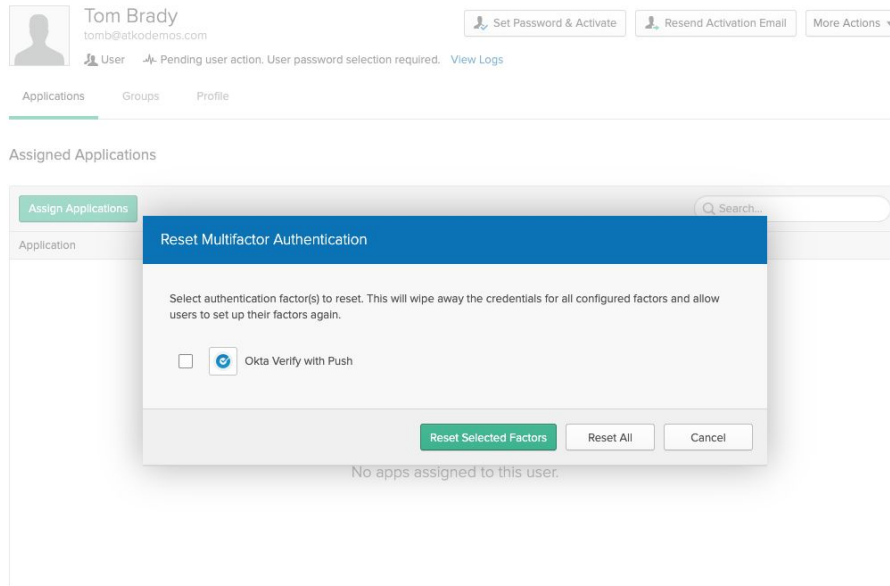 Tom Brady
tomb@atkodemos.com
Set Password & Activate
Resend Activation Email
More Actions
User
Pending user action. User password selection required.
View Logs
Applications
Groups
Profile
Assigned Applications
Assign Applications
Search...
Application
Reset Multifactor Authentication
Select authentication factor(s) to reset. This will wipe away the credentials for all configured factors and allow
users to set up their factors again.
Okta Verify with Push
Reset Selected Factors
Reset All
Cancel
No apps assigned to this user.